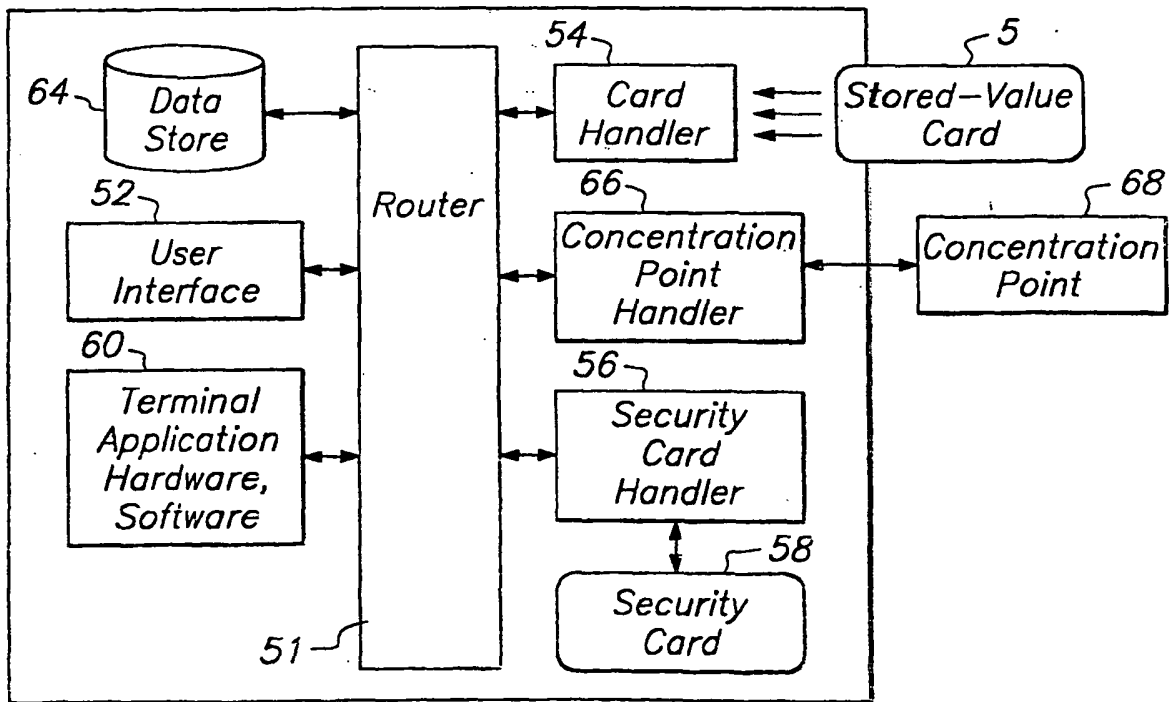 64
Data
Store
52
User
Interface
60
Terminal
Application
Hardware,
Software
Router
51
54
Card
Handler
66
Concentration
Point
Handler
56
Security
Card
Handler
58
Security
Card
5
Stored-Value
Card
68
Concentration
Point